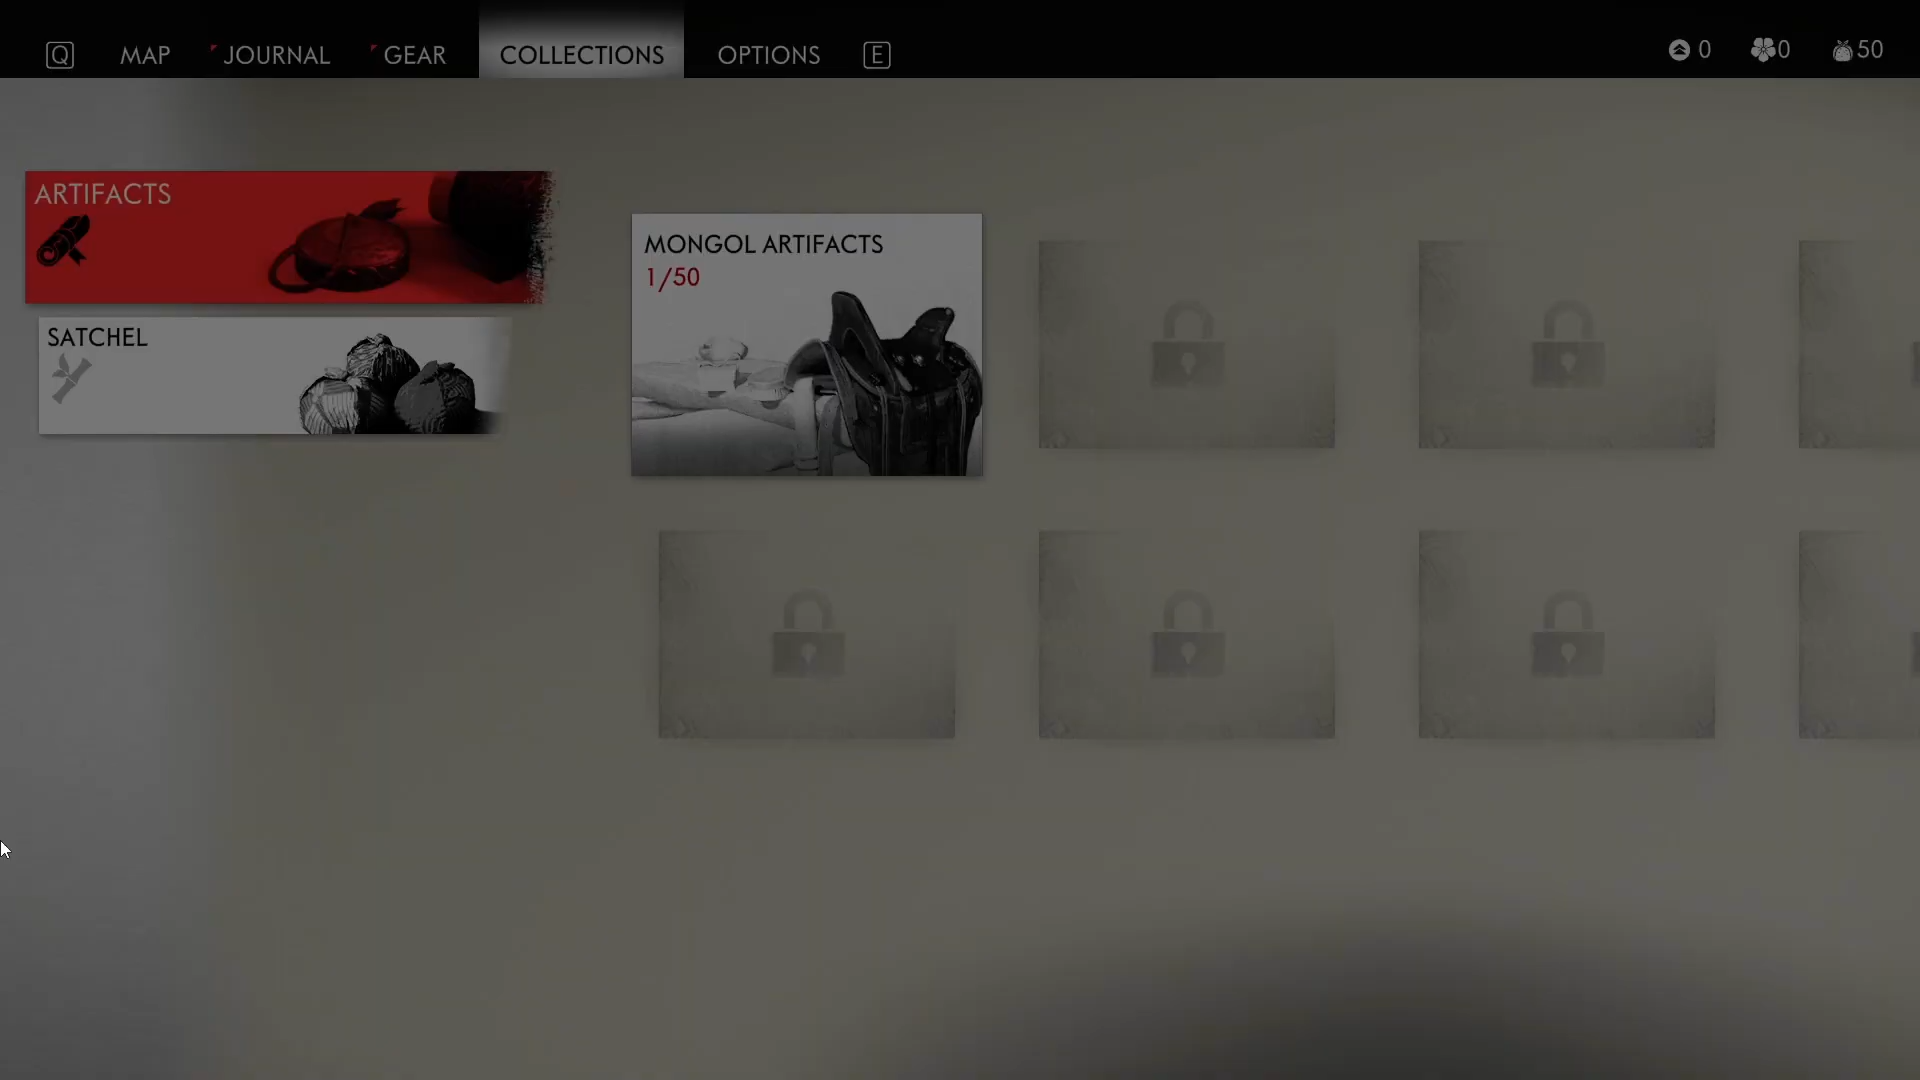 Q MAP JOURNAL GEAR COLLECTIONS OPTIONS E 0 0 50
ARTIFACTS
SATCHEL
MONGOL ARTIFACTS
1/50